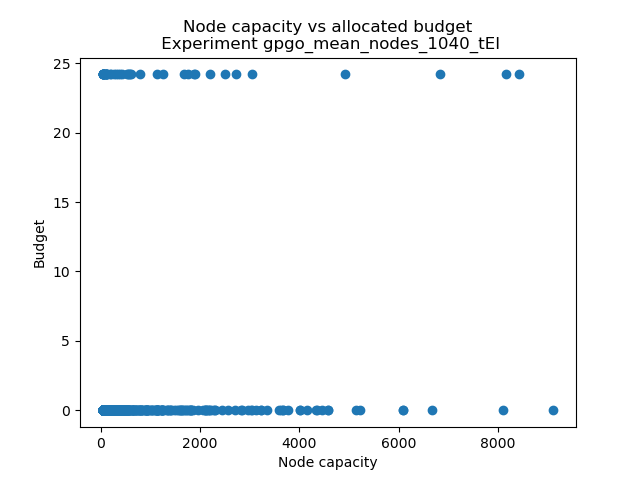 Node capacity vs allocated budget
Experiment gpgo_mean_nodes_1040_tEI
25
20
15
10
5
0
Budget
0 2000 4000 6000 8000
Node capacity